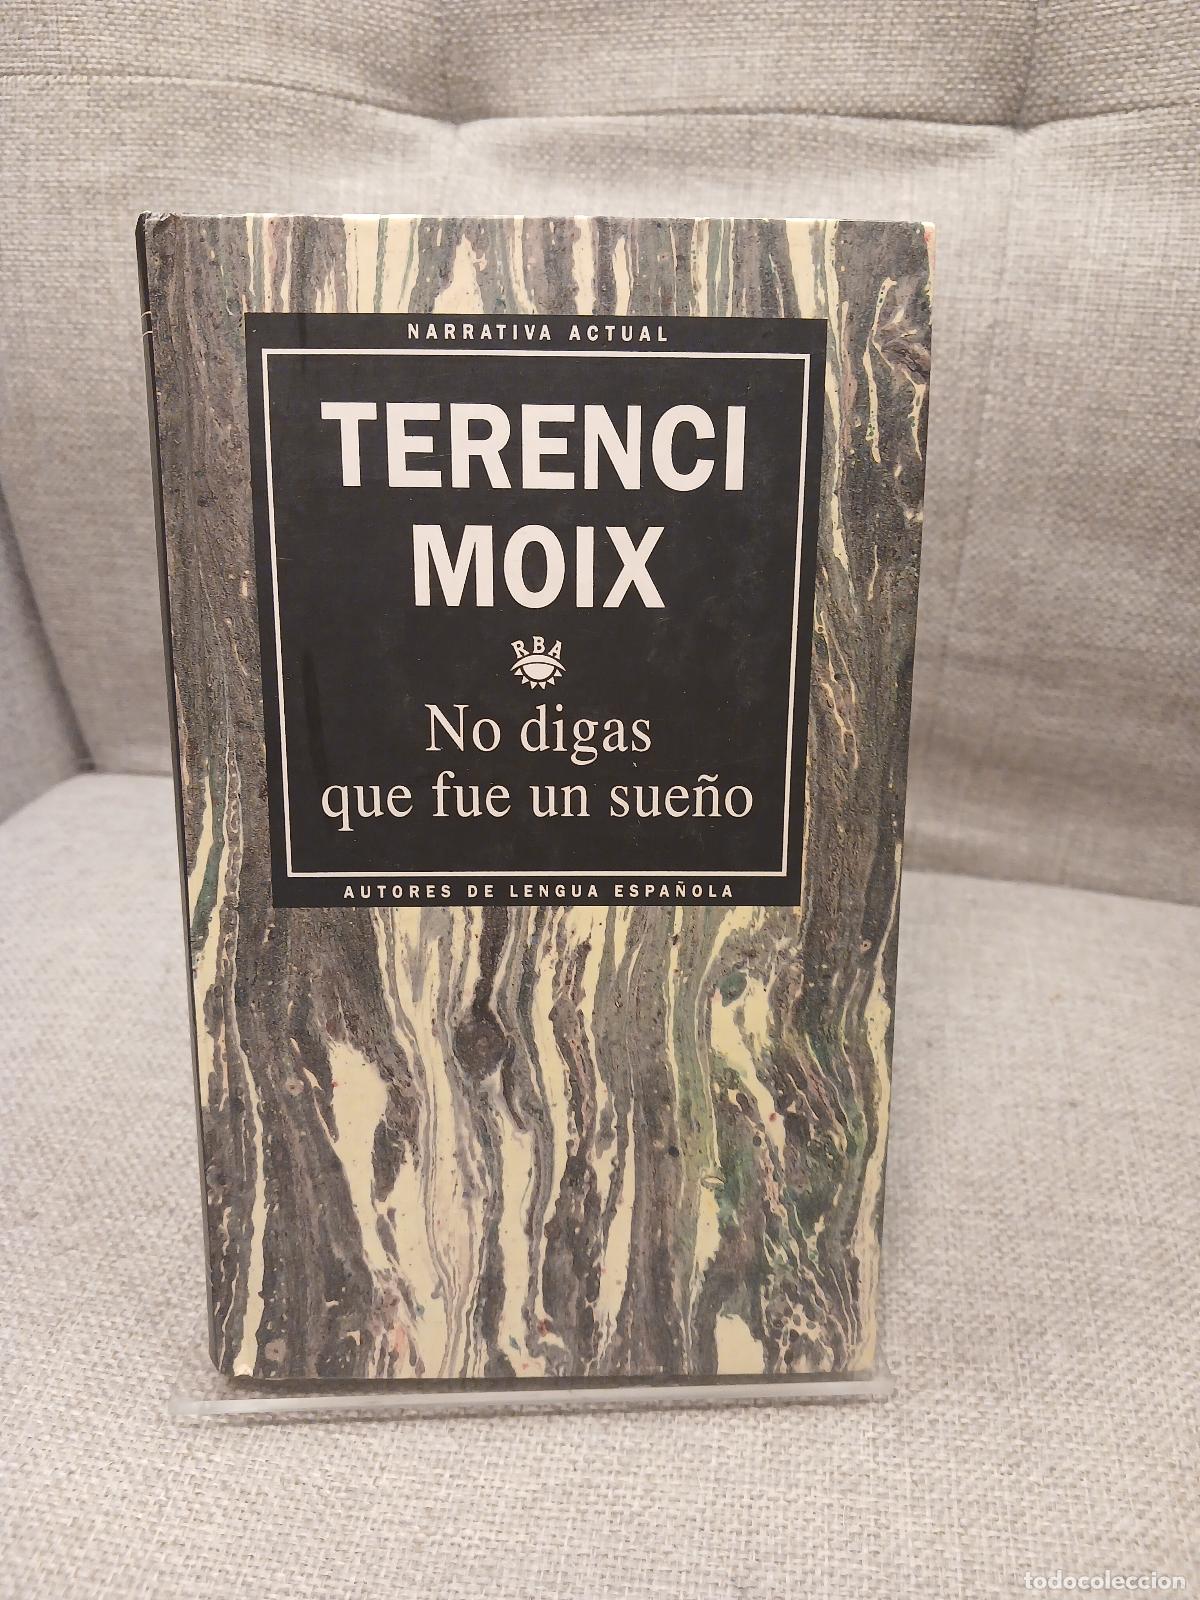 NARRATIVA ACTUAL
TERENCI
MOIX
RBA
No digas
que fue un sueño
AUTORES DE LENGUA ESPAÑOLA
todocoleccion